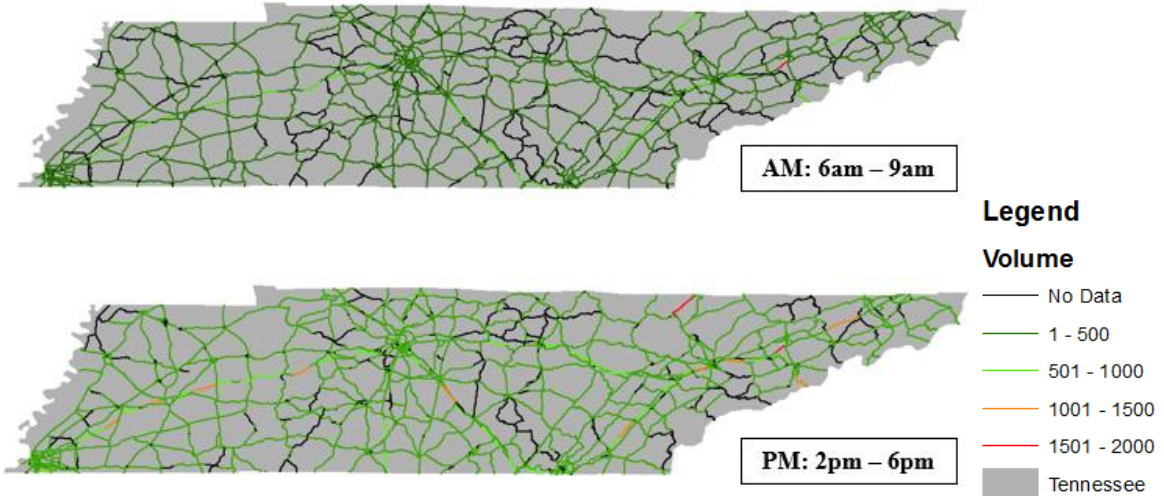 AM: 6am – 9am
Legend
Volume
No Data
1 - 500
501 - 1000
1001 - 1500
1501 - 2000
Tennessee
PM: 2pm – 6pm